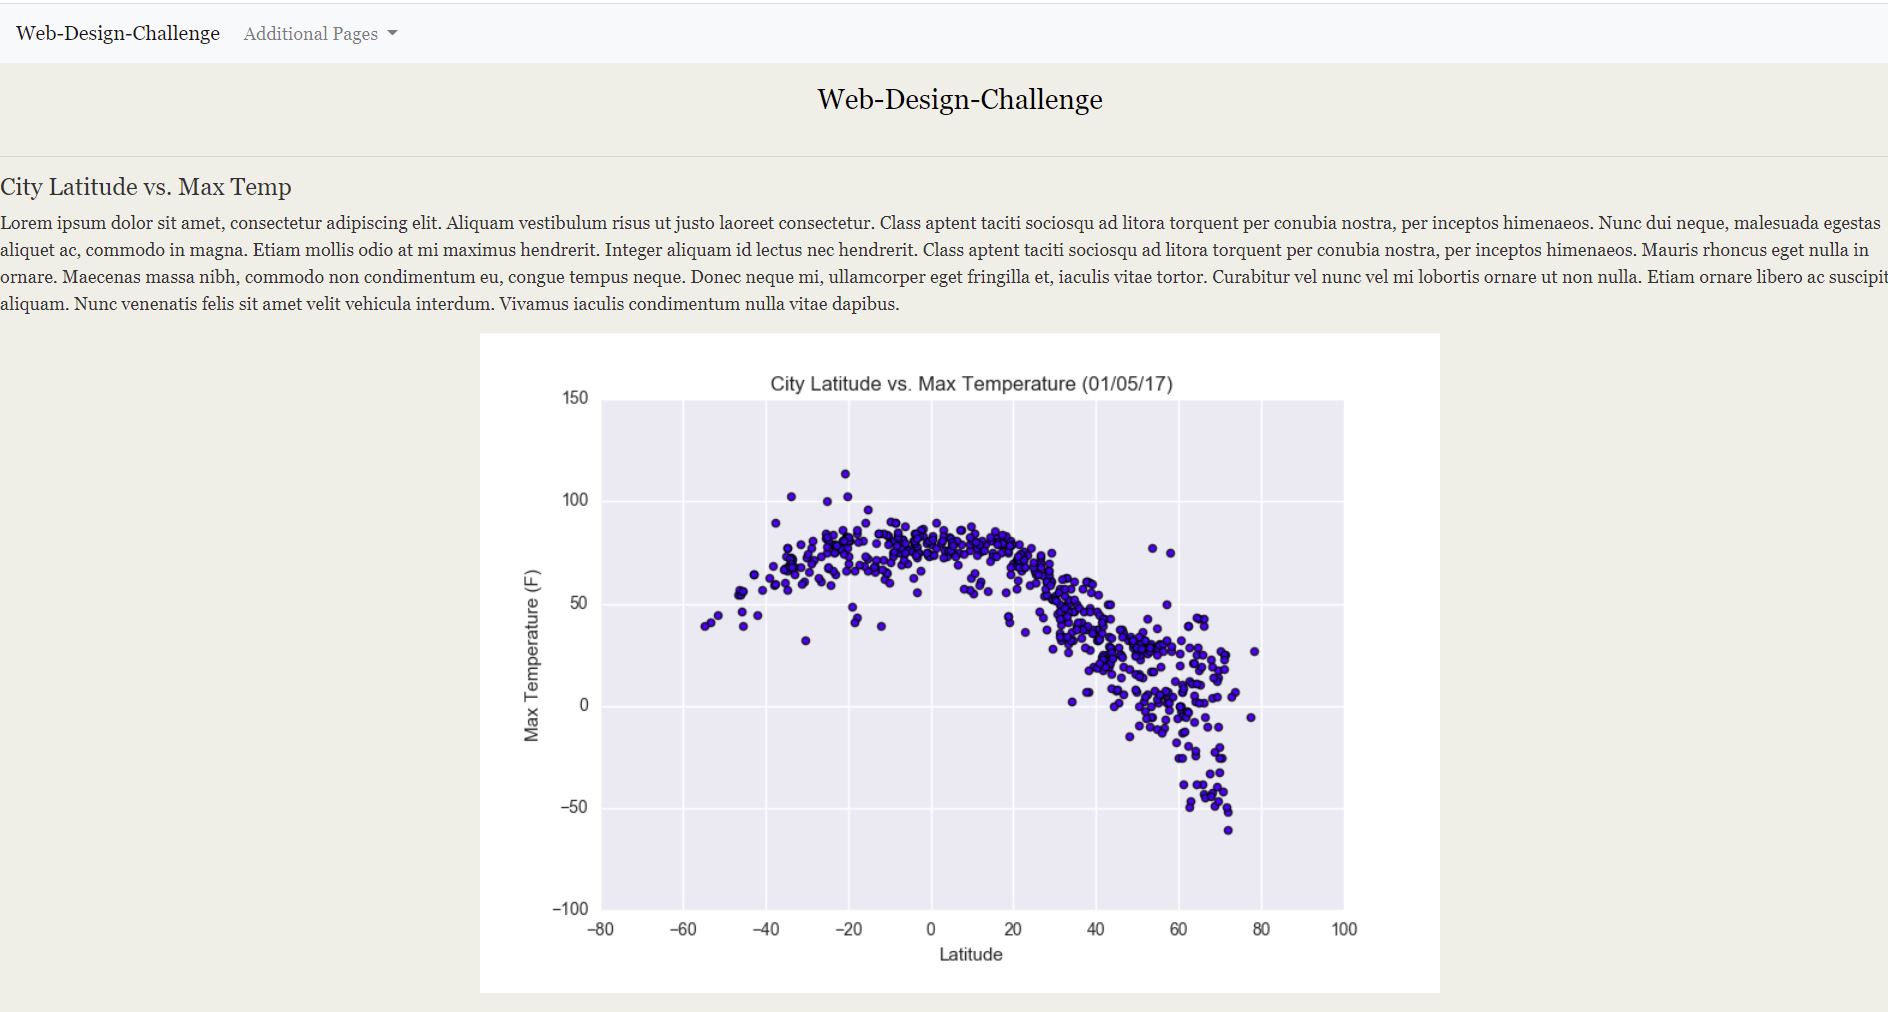 Web-Design-Challenge Additional Pages
Web-Design-Challenge
City Latitude vs. Max Temp
Lorem ipsum dolor sit amet, consectetur adipiscing elit. Aliquam vestibulum risus ut justo laoreet consectetur. Class aptent taciti sociosqu ad litora torquent per conubia nostra, per inceptos himenaeos. Nunc dui neque, malesuada egestas
aliquet ac, commodo in magna. Etiam mollis odio at mi maximus hendrerit. Integer aliquam id lectus nec hendrerit. Class aptent taciti sociosqu ad litora torquent per conubia nostra, per inceptos himenaeos. Mauris rhoncus eget nulla in
ornare. Maecenas massa nibh, commodo non condimentum eu, congue tempus neque. Donec neque mi, ullamcorper eget fringilla et, iaculis vitae tortor. Curabitur vel nunc vel mi lobortis ornare ut non nulla. Etiam ornare libero ac suscipit
aliquam. Nunc venenatis felis sit amet velit vehicula interdum. Vivamus iaculis condimentum nulla vitae dapibus.
City Latitude vs. Max Temperature (01/05/17)
150
100
50
0
−50
−100
Max Temperature (F)
−80 −60 −40 −20 0 20 40 60 80 100
Latitude